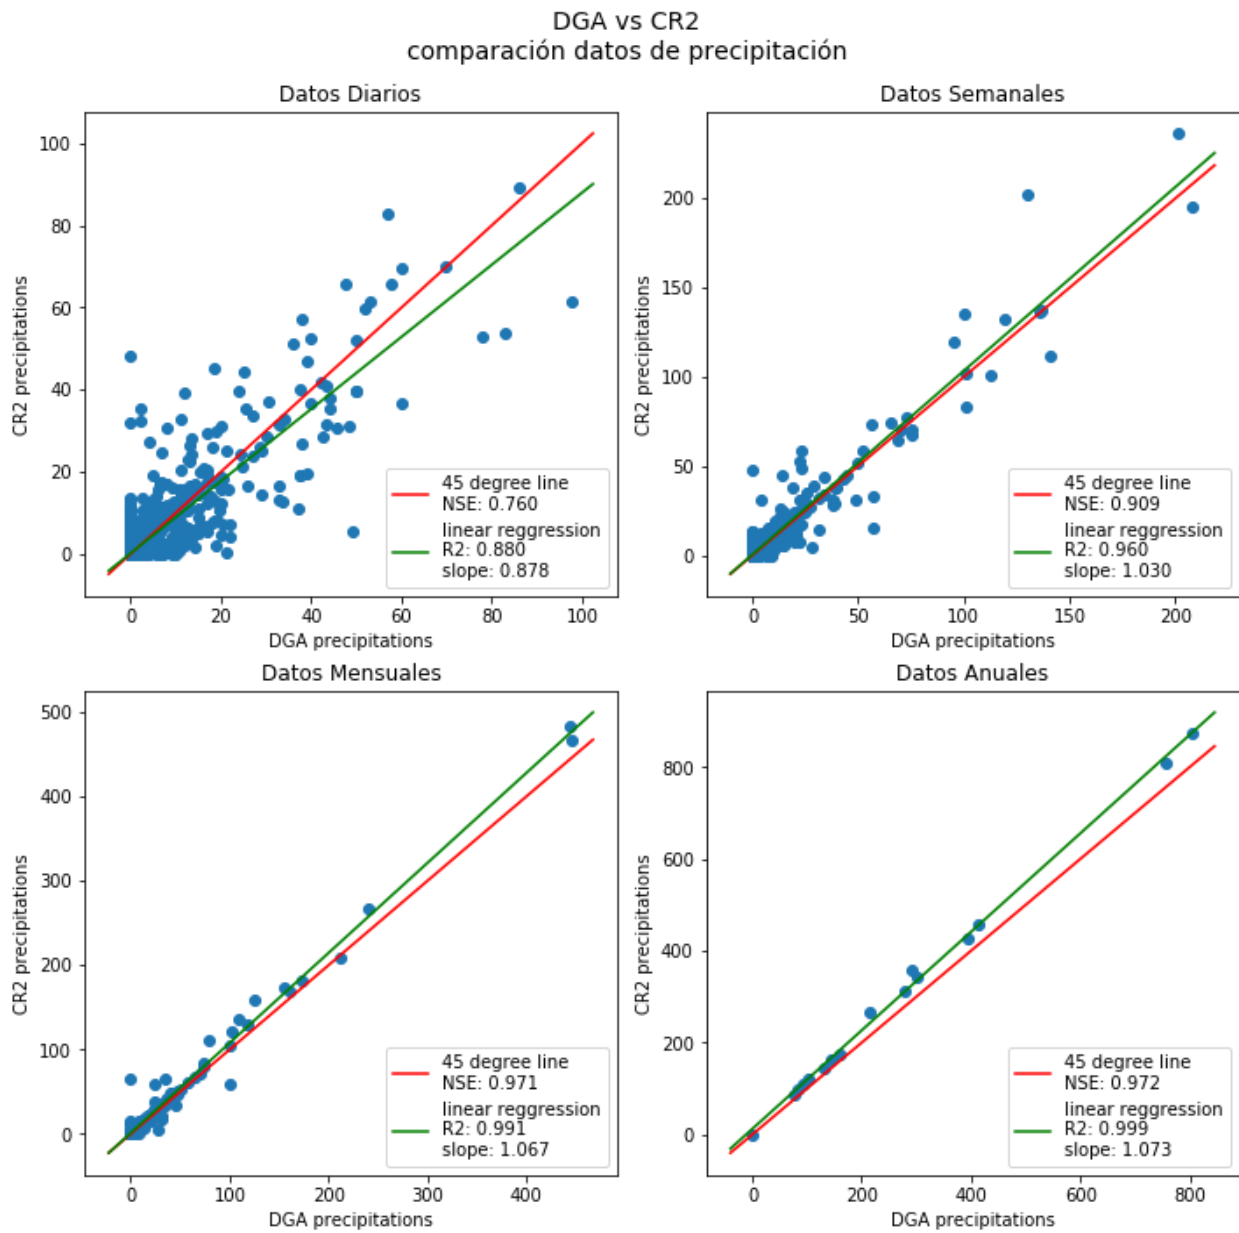 DGA vs CR2
comparación datos de precipitación
Datos Diarios
100
80
60
40
20
0
CR2 precipitations
0 20 40 60 80 100
DGA precipitations
45 degree line
NSE: 0.760
linear reggression
R2: 0.880
slope: 0.878
Datos Semanales
200
150
100
50
0
CR2 precipitations
0 50 100 150 200
DGA precipitations
45 degree line
NSE: 0.909
linear reggression
R2: 0.960
slope: 1.030
Datos Mensuales
500
400
300
200
100
0
CR2 precipitations
0 100 200 300 400
DGA precipitations
45 degree line
NSE: 0.971
linear reggression
R2: 0.991
slope: 1.067
Datos Anuales
800
600
400
200
0
CR2 precipitations
0 200 400 600 800
DGA precipitations
45 degree line
NSE: 0.972
linear reggression
R2: 0.999
slope: 1.073